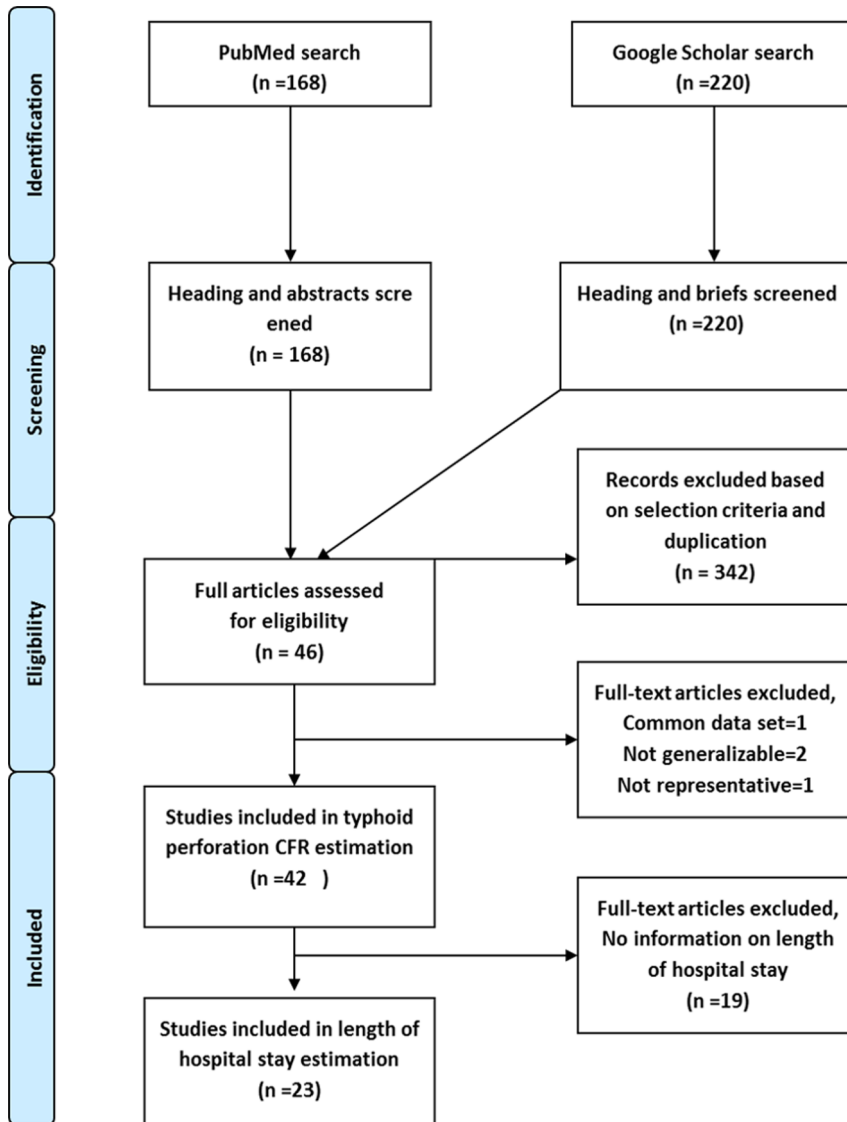 Identification
PubMed search
(n =168)
Google Scholar search
(n =220)
Screening
Heading and abstracts scre
ened
(n = 168)
Heading and briefs screened
(n =220)
Records excluded based
on selection criteria and
duplication
(n = 342)
Eligibility
Full articles assessed
for eligibility
(n = 46)
Full-text articles excluded,
Common data set=1
Not generalizable=2
Not representative=1
Included
Studies included in typhoid
perforation CFR estimation
(n =42   )
Full-text articles excluded,
No information on length
of hospital stay
(n =19)
Studies included in length of
hospital stay estimation
(n =23)